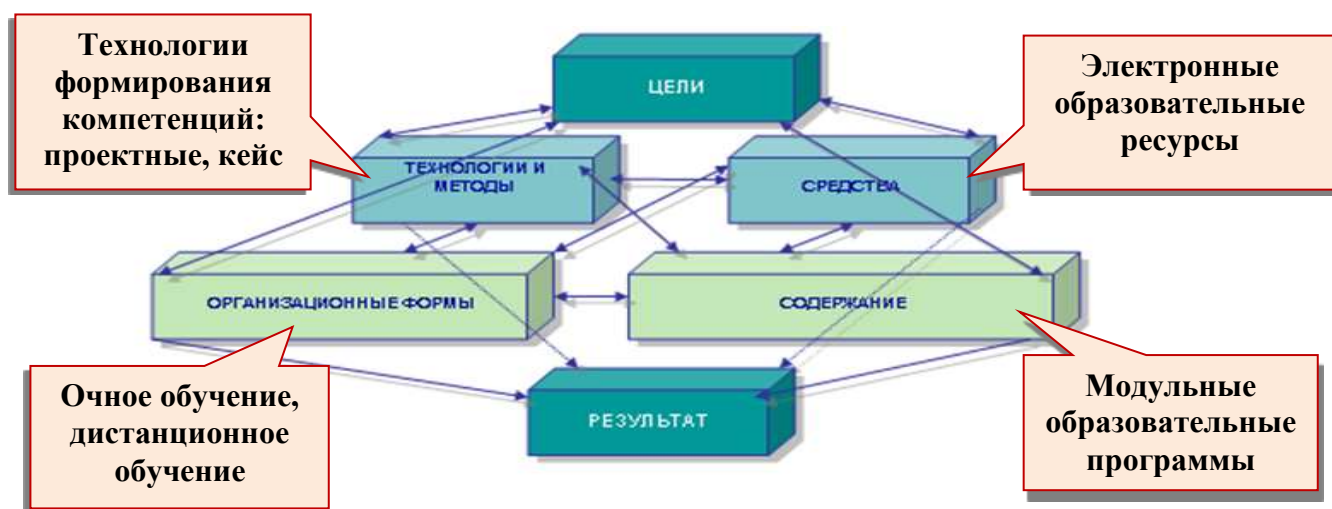 Технологии
формирования
компетенций:
проектные, кейс
ЦЕЛИ
Электронные
образовательные
ресурсы
ТЕХНОЛОГИИ И
МЕТОДЫ
СРЕДСТВА
ОРГАНИЗАЦИОННЫЕ ФОРМЫ
СОДЕРЖАНИЕ
Очное обучение,
дистанционное
обучение
РЕЗУЛЬТАТ
Модульные
образовательные
программы